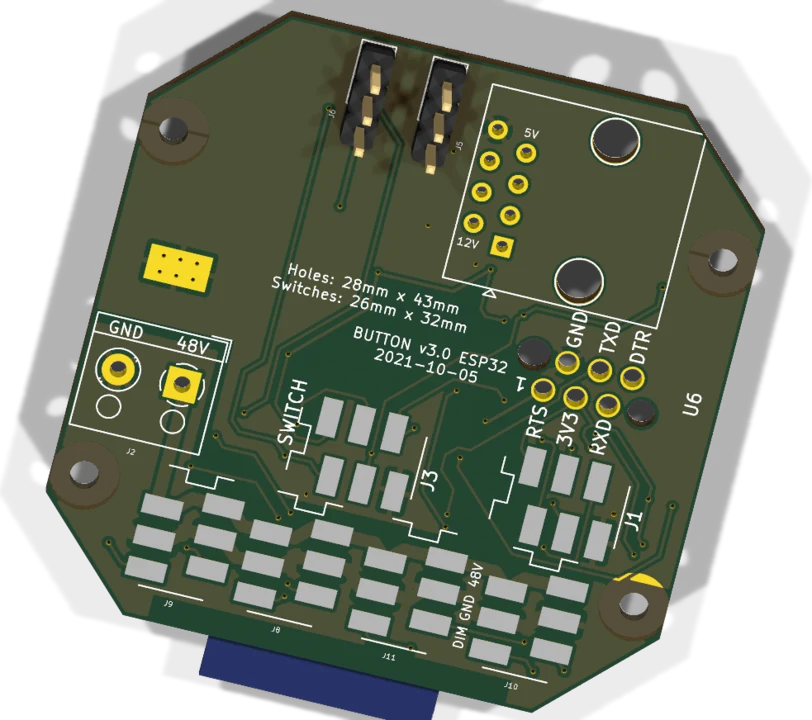 J6
J5
5V
12V
Holes: 28mm x 43mm
Switches: 26mm x 32mm
BUTTON v3.0 ESP32
2021-10-05
GND
48V
J2
GND
TXD
DTR
1
RTS
3V3
RXD
U6
SWITCH
J3
J1
DIM GND 48V
J9
J8
J11
J10